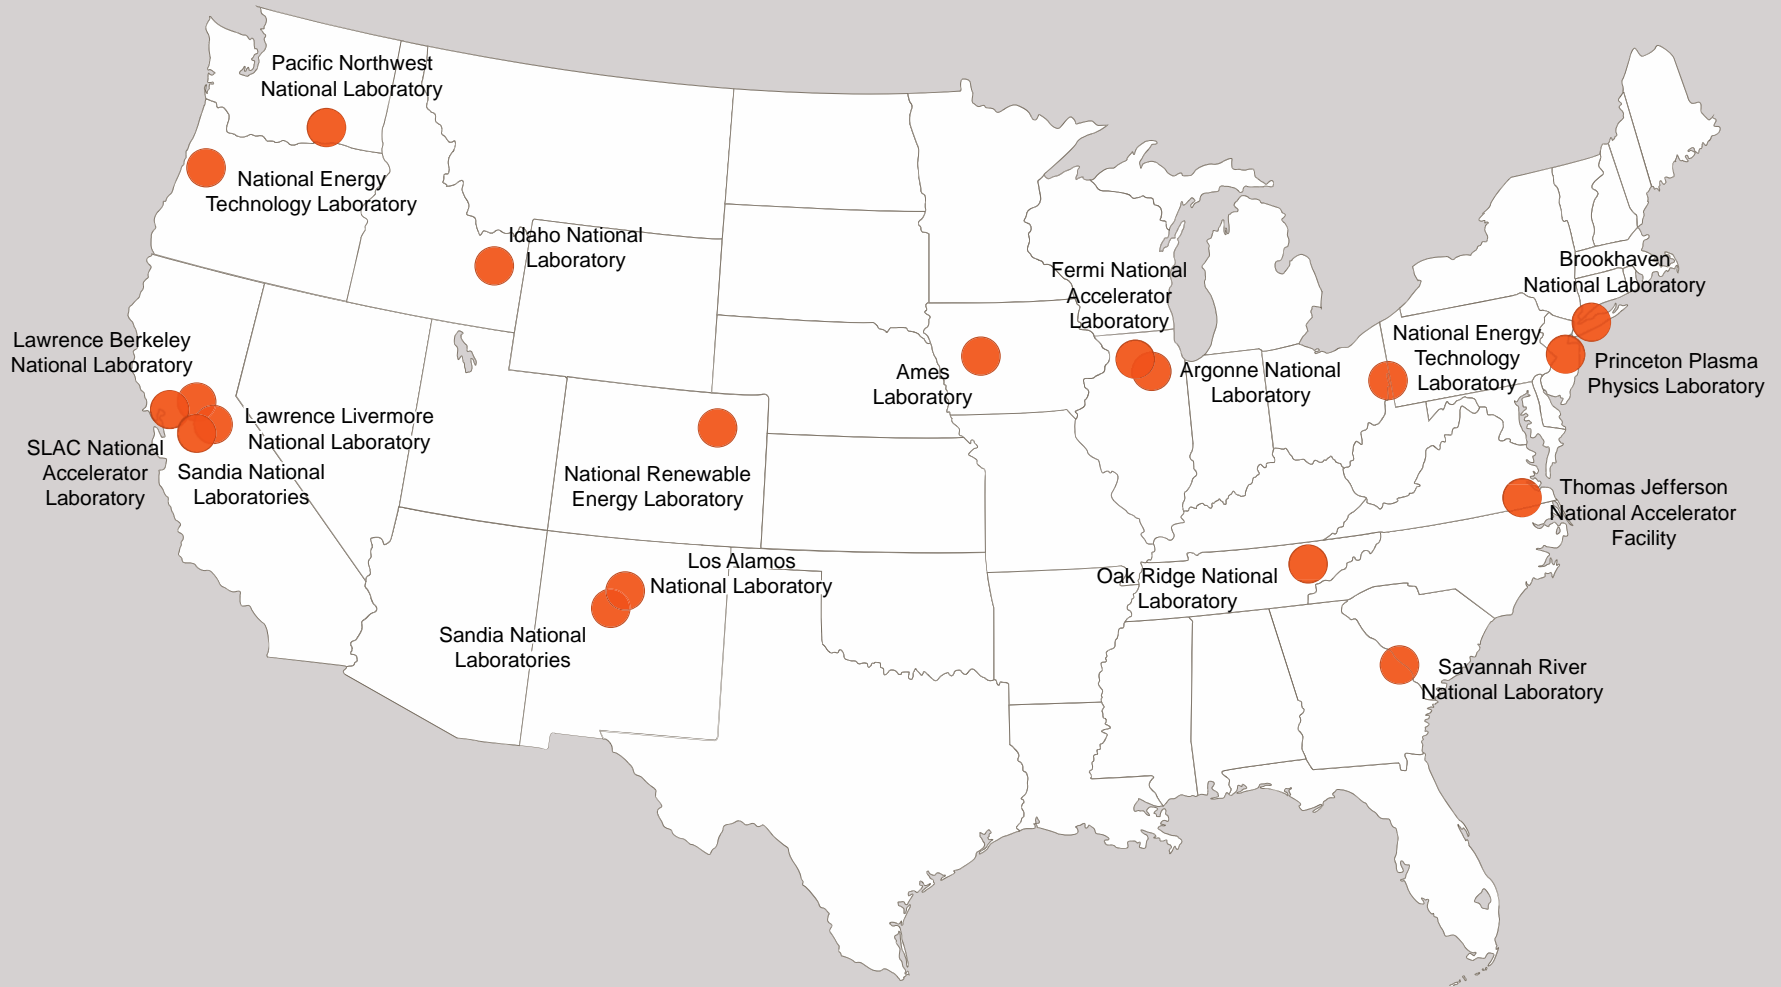 Pacific Northwest
National Laboratory
National Energy
Technology Laboratory
Idaho National
Laboratory
Lawrence Berkeley
National Laboratory
Lawrence Livermore
National Laboratory
SLAC National
Accelerator
Laboratory
Sandia National
Laboratories
National Renewable
Energy Laboratory
Los Alamos
National Laboratory
Sandia National
Laboratories
Ames
Laboratory
Fermi National
Accelerator
Laboratory
Argonne National
Laboratory
National Energy
Technology
Laboratory
Brookhaven
National Laboratory
Princeton Plasma
Physics Laboratory
Thomas Jefferson
National Accelerator
Facility
Oak Ridge National
Laboratory
Savannah River
National Laboratory